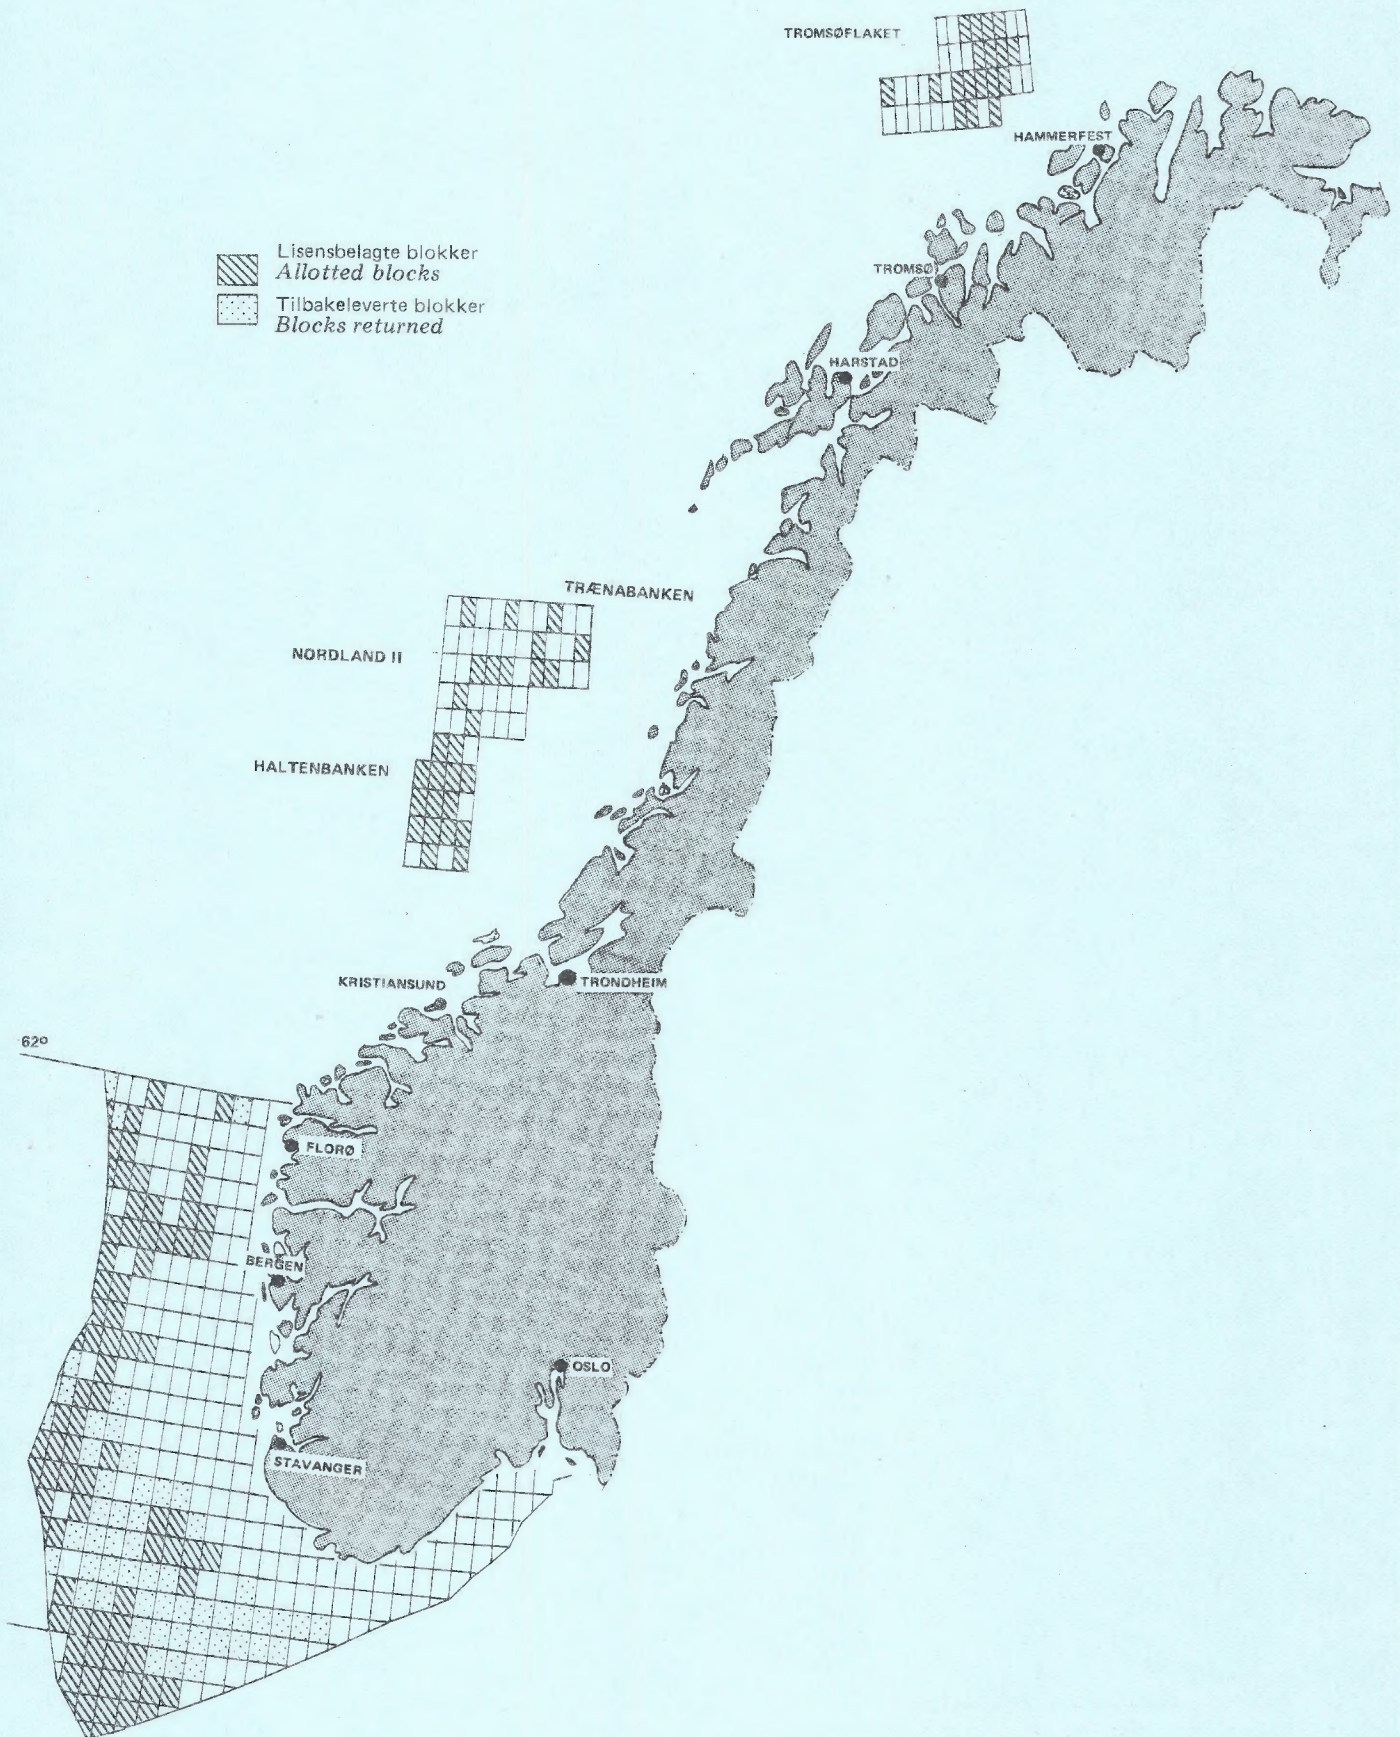 TROMSØFLAKET
HAMMERFEST
Lisensbelagte blokker
Allotted blocks
Tilbakeleverte blokker
Blocks returned
TROMSØ
HARSTAD
TRÆNABANKEN
NORDLAND II
HALTENBANKEN
KRISTIANSUND
TRONDHEIM
62º
FLORØ
BERGEN
OSLO
STAVANGER